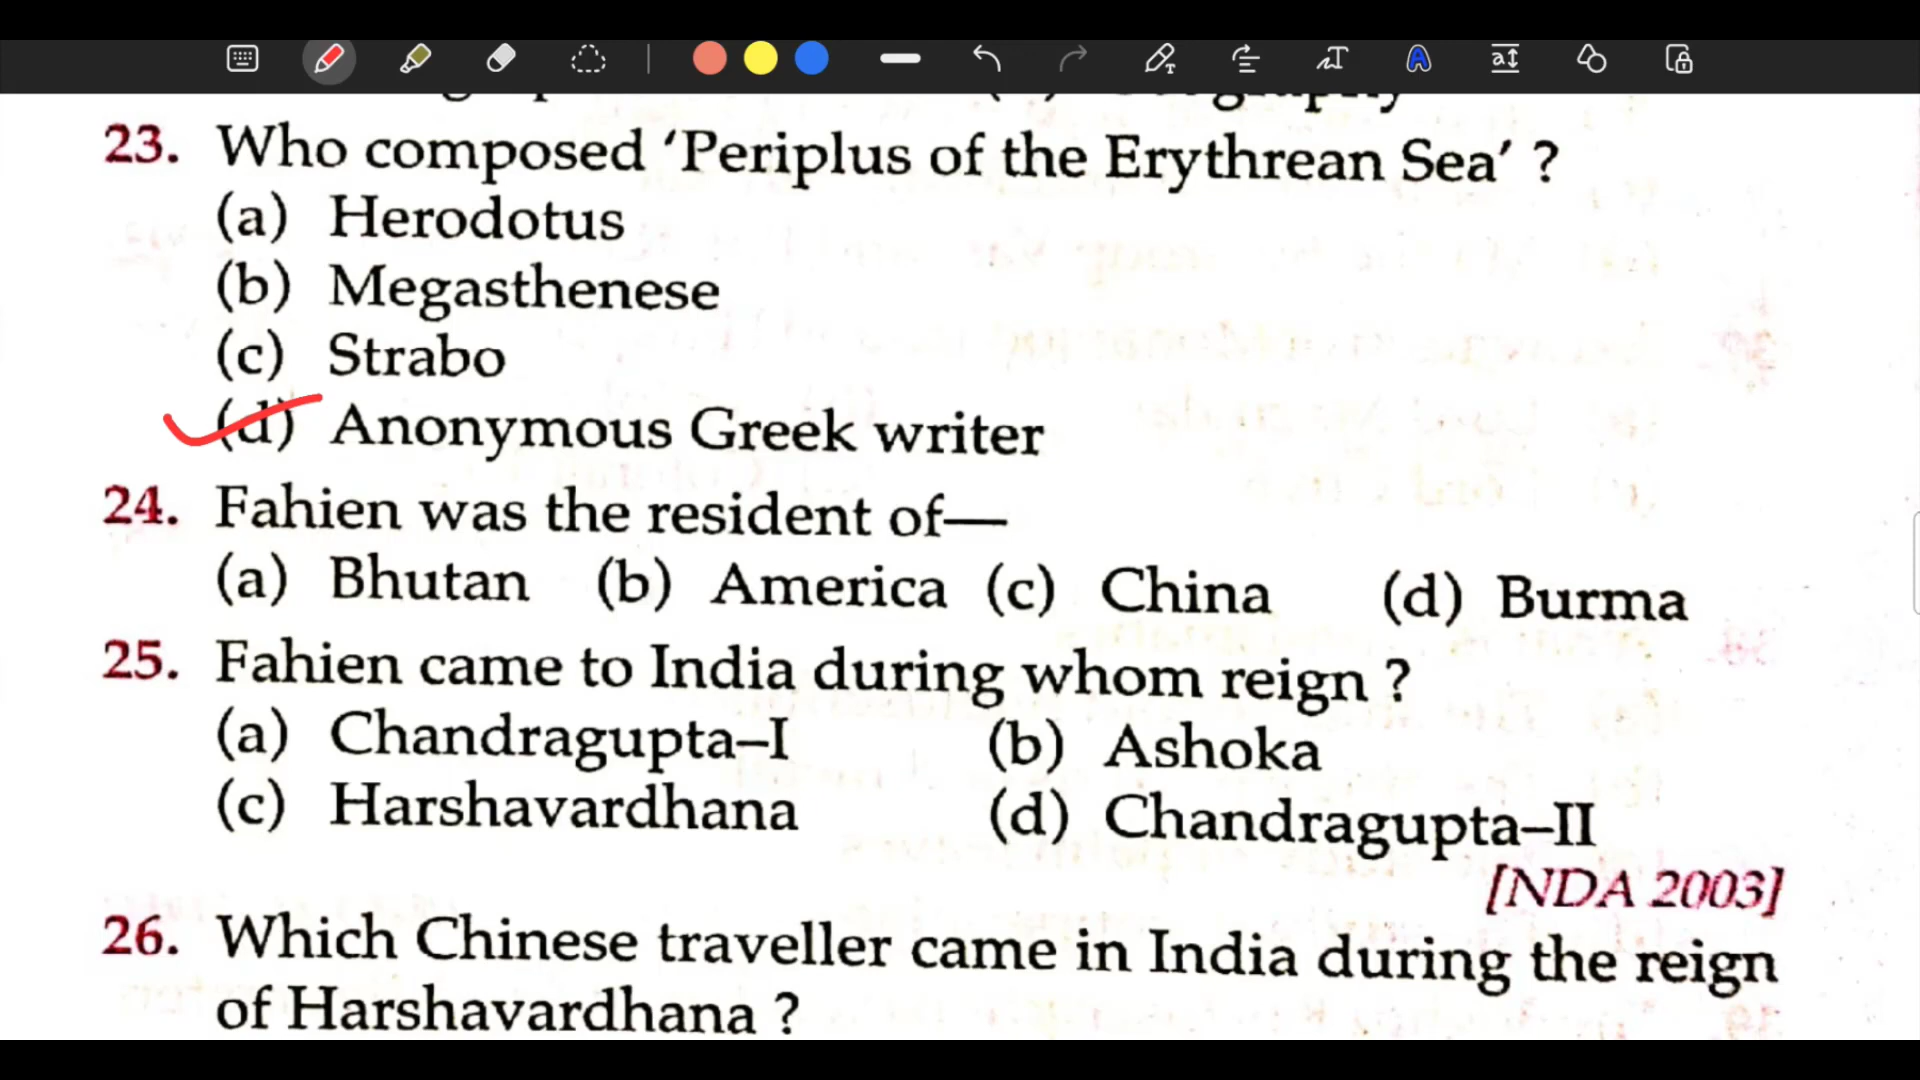 23. Who composed ‘Periplus of the Erythrean Sea’ ?
(a) Herodotus
(b) Megasthenese
(c) Strabo
(d) Anonymous Greek writer
24. Fahien was the resident of—
(a) Bhutan (b) America (c) China (d) Burma
25. Fahien came to India during whom reign ?
(a) Chandragupta–I (b) Ashoka
(c) Harshavardhana (d) Chandragupta–II
[NDA 2003]
26. Which Chinese traveller came in India during the reign
of Harshavardhana ?